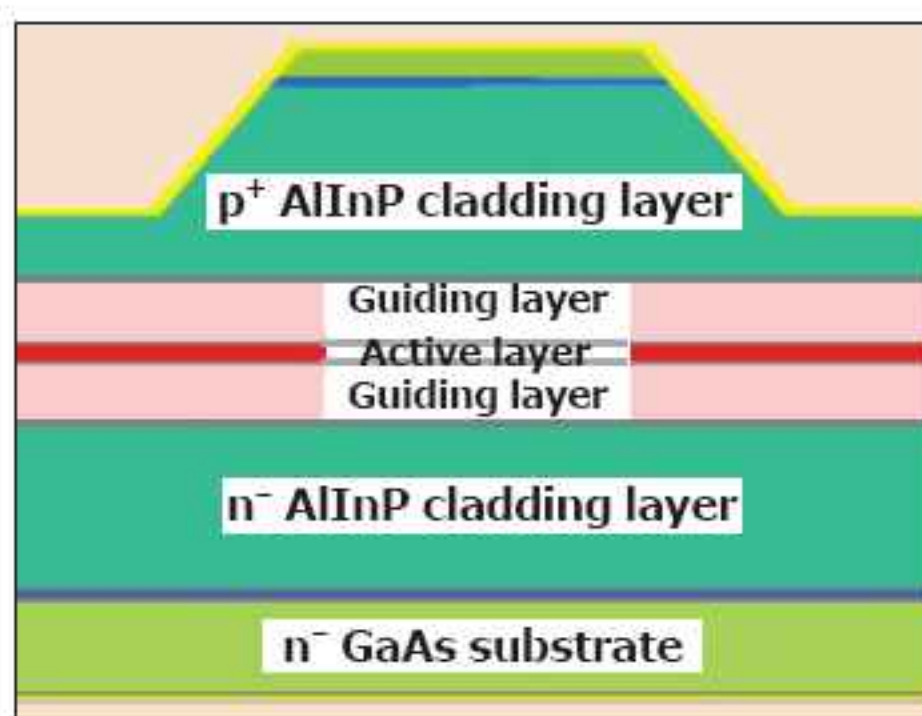 p⁺ AlInP cladding layer
Guiding layer
Active layer
Guiding layer
n⁻ AlInP cladding layer
n⁻ GaAs substrate